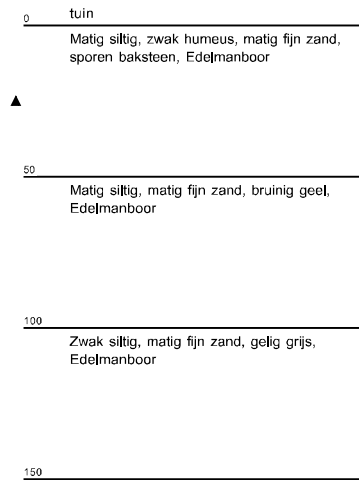 tuin
0
Matig siltig, zwak humeus, matig fijn zand,
sporen baksteen, Edelmanboor
50
Matig siltig, matig fijn zand, bruinig geel,
Edelmanboor
100
Zwak siltig, matig fijn zand, gelig grijs,
Edelmanboor
150